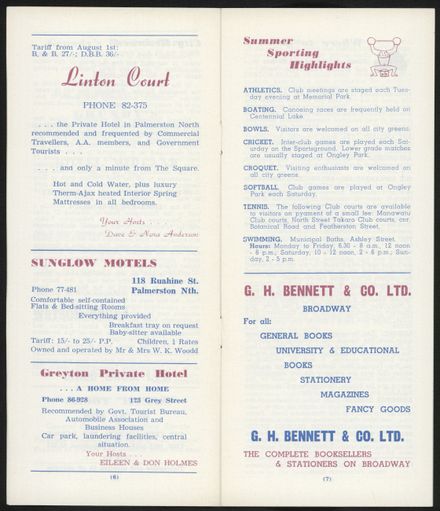 Tariff from August 1st:
B. & B. 27/-; D.B.B. 36/-
Linton Court
PHONE 82-375
. . . the Private Hotel in Palmerston North
recommended and frequented by Commercial
Travellers, A.A. members, and Government
Tourists . . .
. . . and only a minute from The Square.
Hot and Cold Water, plus luxury
Therm-Ajax heated Interior Spring
Mattresses in all bedrooms.
Your Hosts . . .
Dave & Nora Anderson
SUNGLOW MOTELS
118 Ruahine St.
Phone 77-481 Palmerston Nth.
Comfortable self-contained
Flats & Bed-sitting Rooms
Everything provided
Breakfast tray on request
Baby-sitter available
Tariff: 15/- to 25/- P.P. Children, ½ Rates
Owned and operated by Mr & Mrs W. K. Woodd
Greyton Private Hotel
. . . A HOME FROM HOME
Phone 86-928 123 Grey Street
Recommended by Govt. Tourist Bureau,
Automobile Association and
Business Houses
Car park, laundering facilities, central
situation.
Your Hosts . . .
EILEEN & DON HOLMES
(6)
Summer
Sporting
Highlights
ATHLETICS. Club meetings are staged each Tues-
day evening at Memorial Park.
BOATING. Canoeing races are frequently held on
Centennial Lake.
BOWLS. Visitors are welcomed on all city greens.
CRICKET. Inter-club games are played each Sat-
urday on the Sportsground. Lower grade matches
are usually staged at Ongley Park.
CROQUET. Visiting enthusiasts are welcomed on
all city greens.
SOFTBALL. Club games are played at Ongley
Park each Saturday.
TENNIS. The following Club courts are available
to visitors on payment of a small fee: Manawatu
Club courts, North Street Takaro Club courts, cnr.
Botanical Road and Featherston Street.
SWIMMING. Municipal Baths, Ashley Street.
Hours: Monday to Friday, 6.30 - 8 a.m., 12 noon
- 6 p.m.; Saturday, 10 - 12 noon, 2 - 6 p.m.; Sun-
day, 2 - 5 p.m.
G. H. BENNETT & CO. LTD.
BROADWAY
For all:
GENERAL BOOKS
UNIVERSITY & EDUCATIONAL
BOOKS
STATIONERY
MAGAZINES
FANCY GOODS
G. H. BENNETT & CO. LTD.
THE COMPLETE BOOKSELLERS
& STATIONERS ON BROADWAY
(7)